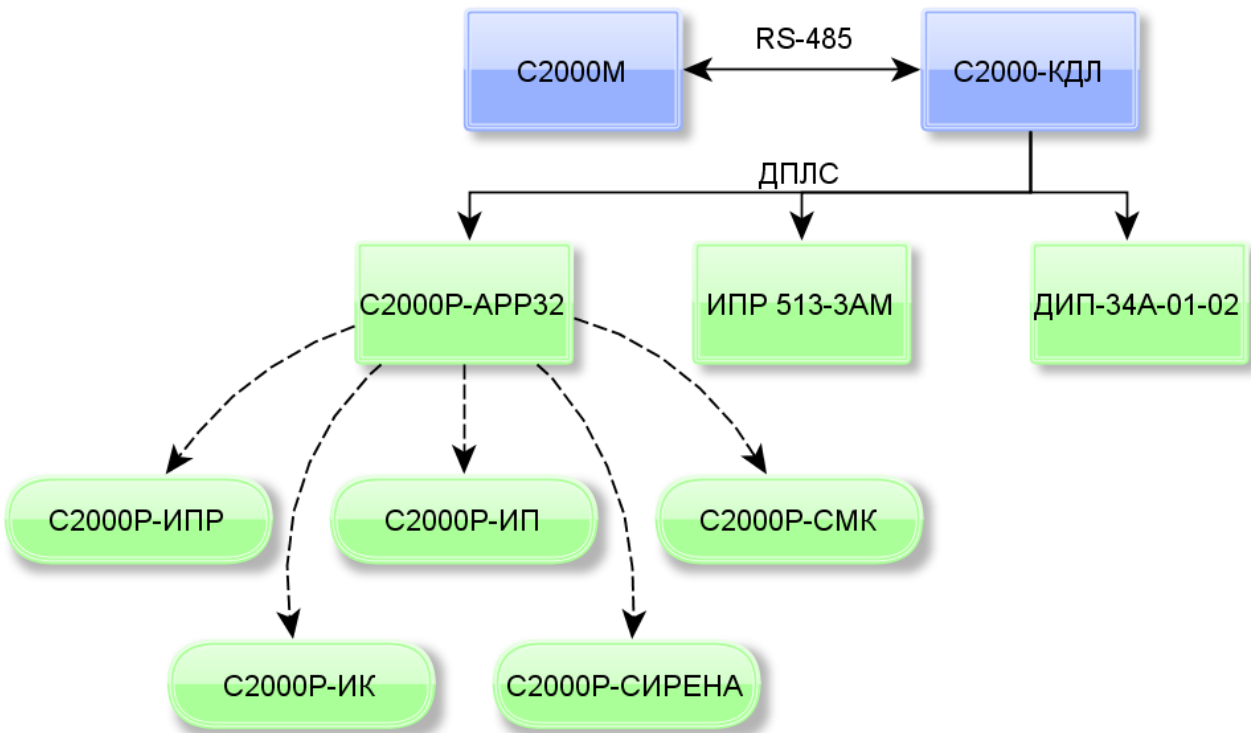 С2000М
RS-485
С2000-КДЛ
ДПЛС
С2000Р-АРР32
ИПР 513-3АМ
ДИП-34А-01-02
С2000Р-ИПР
С2000Р-ИП
С2000Р-СМК
С2000Р-ИК
С2000Р-СИРЕНА